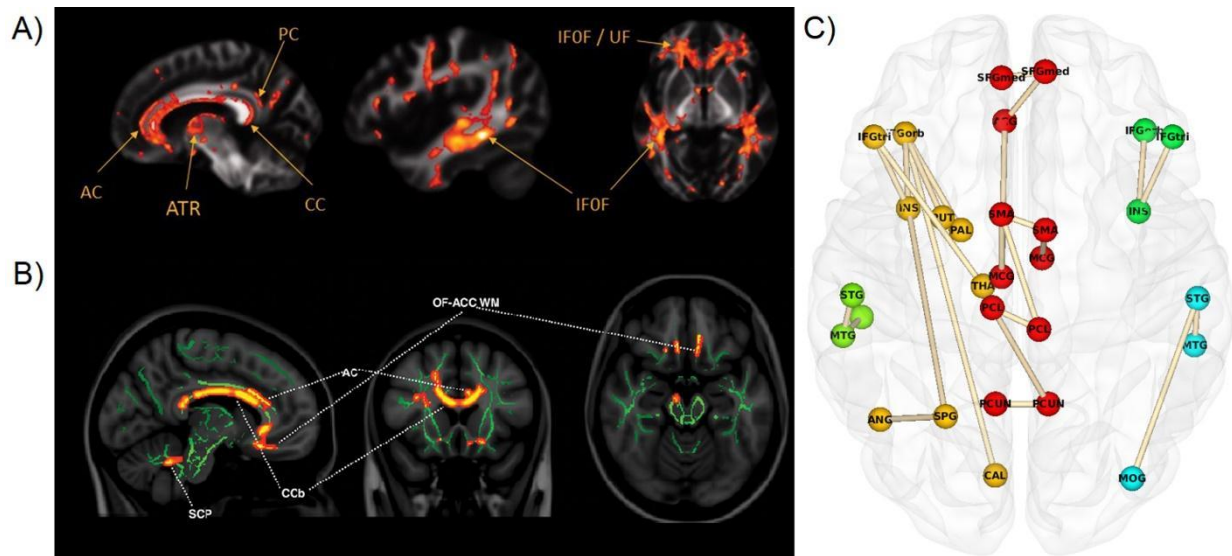 A)
PC
IFOF / UF
AC
ATR
CC
IFOF
B)
OF-ACC WM
AC
CCb
SCP
C)
SFGmed
SFGmed
IFGtri
INS
PUT
PAL
SMA
SMA
MCG
MCG
THA
PCL
PCL
IFGtri
INS
STG
MTG
STG
MTG
PCUN
PCUN
ANG
SPG
CAL
MOG